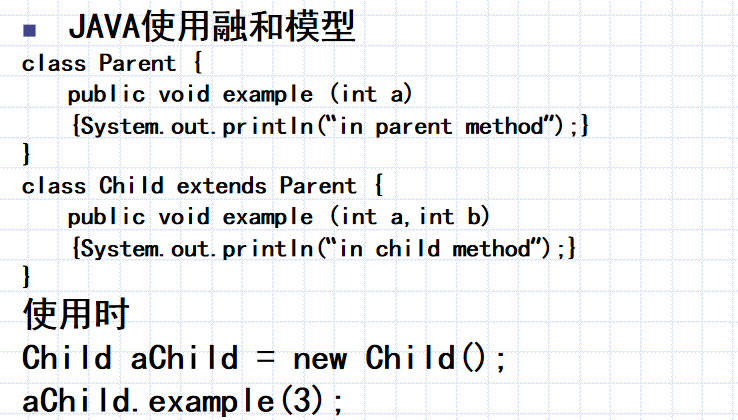 JAVA使用融和模型
class Parent {
public void example (int a)
{System.out.println(“in parent method”);}
}
class Child extends Parent {
public void example (int a,int b)
{System.out.println(“in child method”);}
}
使用时
Child aChild = new Child();
aChild.example(3);